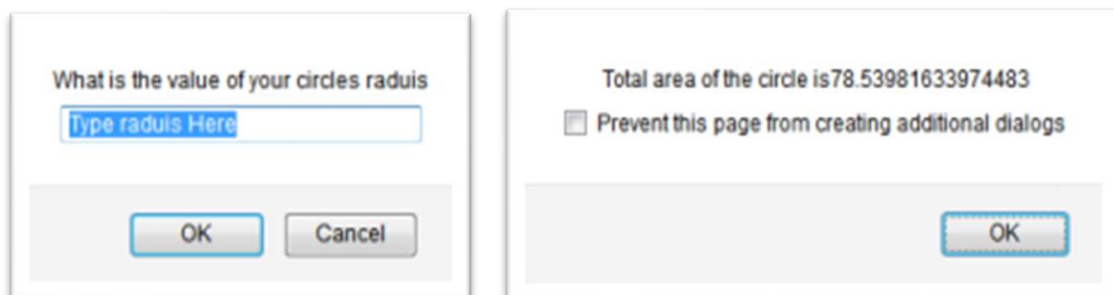 What is the value of your circles raduis
Type raduis Here
OK
Cancel
Total area of the circle is78.53981633974483
Prevent this page from creating additional dialogs
OK